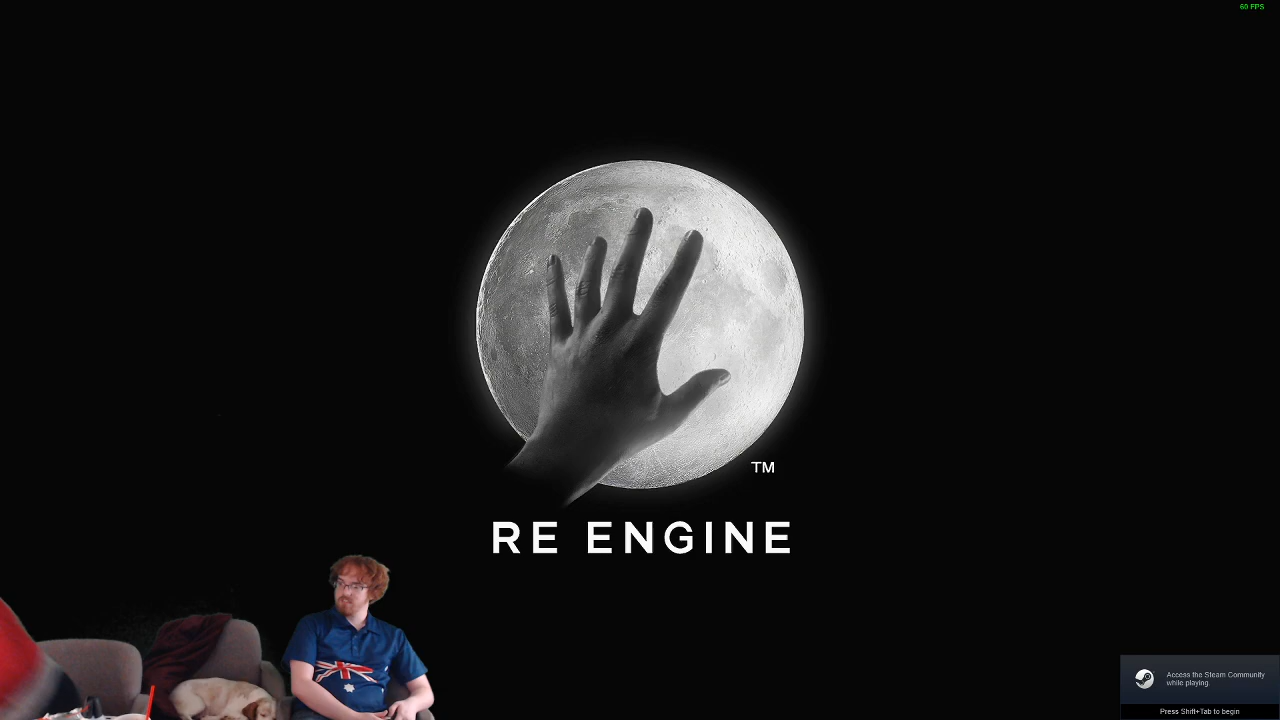 60 FPS
TM
RE ENGINE
Access the Steam Community
while playing
Press Shift+Tab to begin